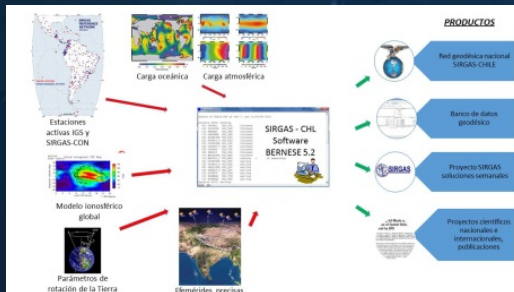 PRODUCTOS
Carga oceánica
Carga atmosférica
Estaciones
activas IGS y
SIRGAS-CON
Modelo ionosférico
global
Parámetros de
rotación de la Tierra
Efemérides precisas
SIRGAS - CHL
Software
BERNESE 5.2
Red geodésica nacional
SIRGAS-CHILE
Banco de datos
geodésico
SIRGAS
Proyecto SIRGAS
soluciones semanales
Proyectos científicos
nacionales e
internacionales,
publicaciones